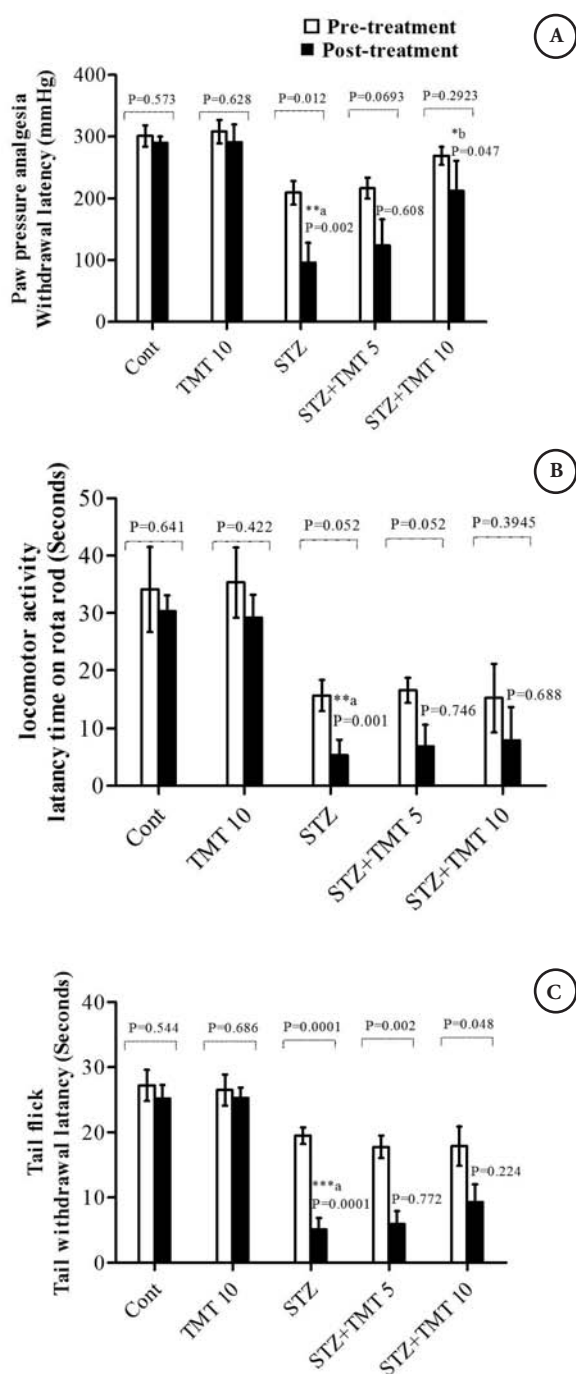 Pre-treatment
Post-treatment
A
Paw pressure analgesia
Withdrawal latency (mmHg)
400
300
200
100
0
P=0.573
P=0.628
P=0.012
P=0.0693
P=0.2923
**a
P=0.002
P=0.608
*b
P=0.047
Cont
TMT 10
STZ
STZ+TMT 5
STZ+TMT 10
B
locomotor activity
latancy time on rota rod (Seconds)
50
40
30
20
10
0
P=0.641
P=0.422
P=0.052
P=0.052
P=0.3945
**a
P=0.001
P=0.746
P=0.688
Cont
TMT 10
STZ
STZ+TMT 5
STZ+TMT 10
C
Tail flick
Tail withdrawal latancy (Seconds)
40
30
20
10
0
P=0.544
P=0.686
P=0.0001
P=0.002
P=0.048
***a
P=0.0001
P=0.772
P=0.224
Cont
TMT 10
STZ
STZ+TMT 5
STZ+TMT 10